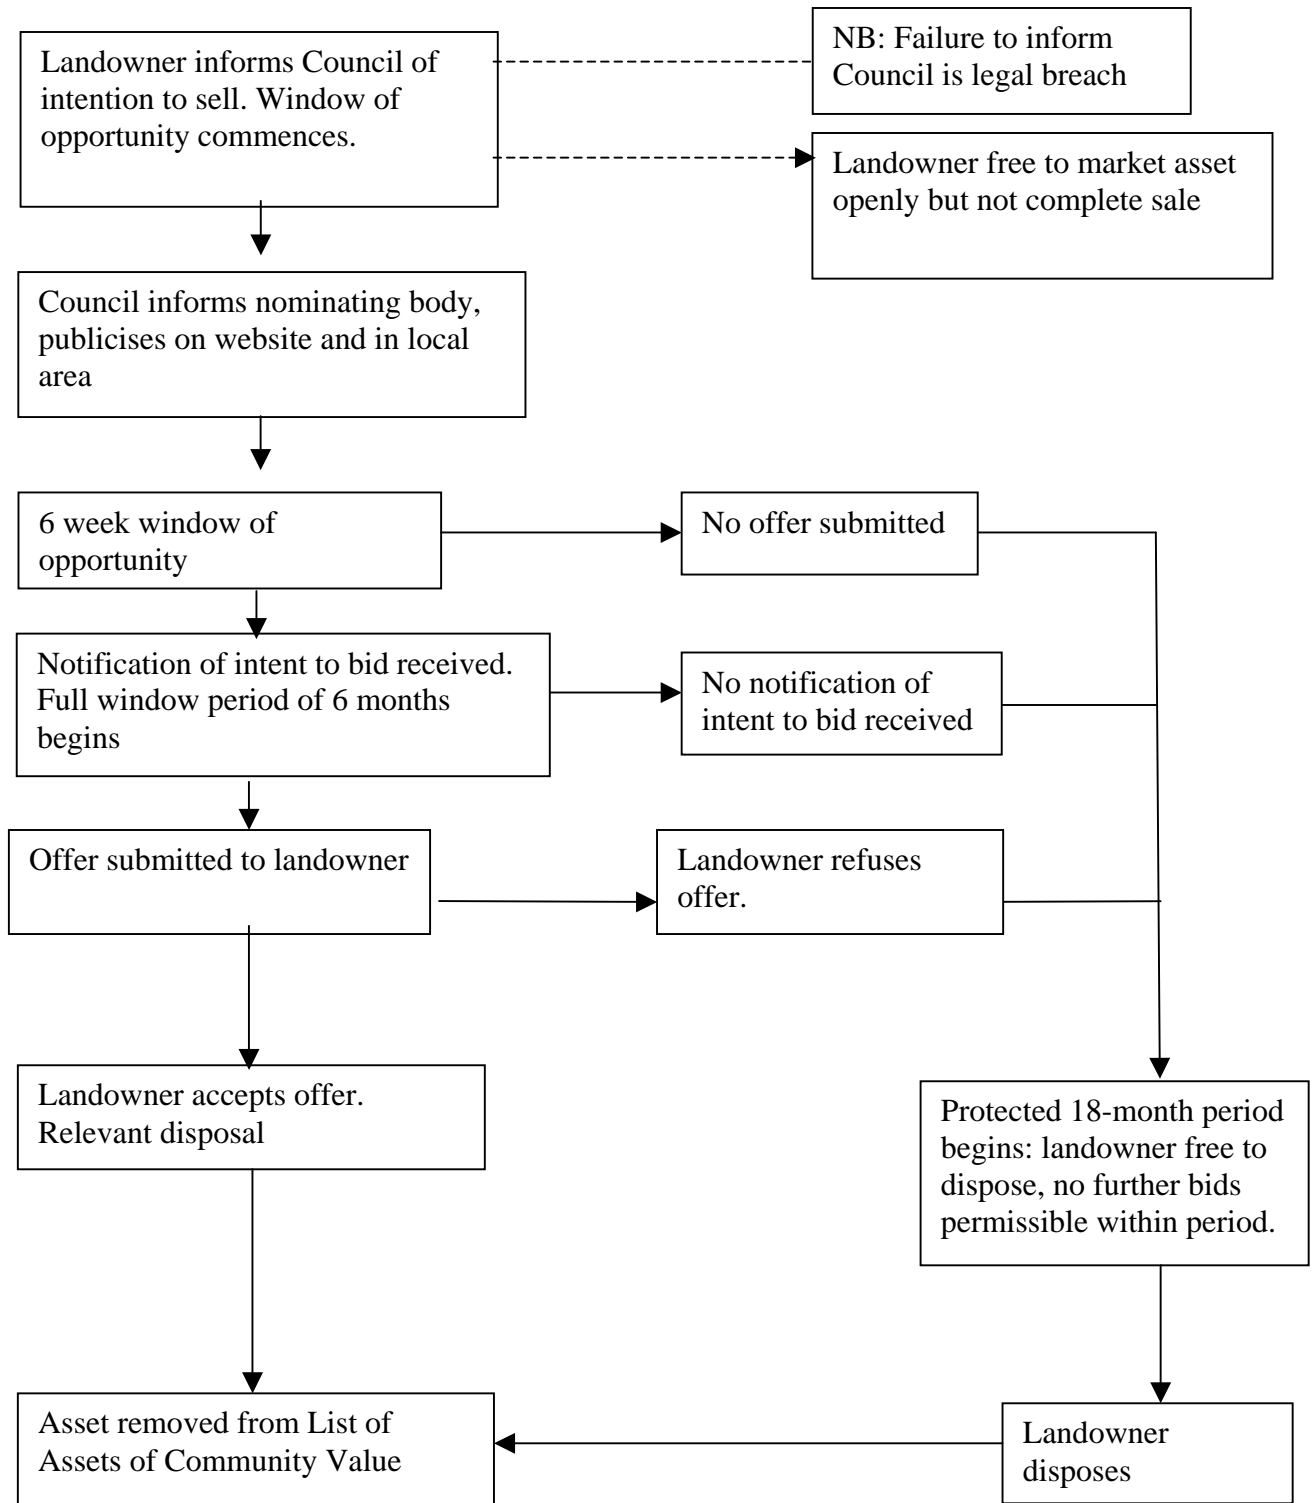 Landowner informs Council of
intention to sell. Window of
opportunity commences.
NB: Failure to inform
Council is legal breach
Landowner free to market asset
openly but not complete sale
Council informs nominating body,
publicises on website and in local
area
6 week window of
opportunity
No offer submitted
Notification of intent to bid received.
Full window period of 6 months
begins
No notification of
intent to bid received
Offer submitted to landowner
Landowner refuses
offer.
Landowner accepts offer.
Relevant disposal
Protected 18-month period
begins: landowner free to
dispose, no further bids
permissible within period.
Asset removed from List of
Assets of Community Value
Landowner
disposes